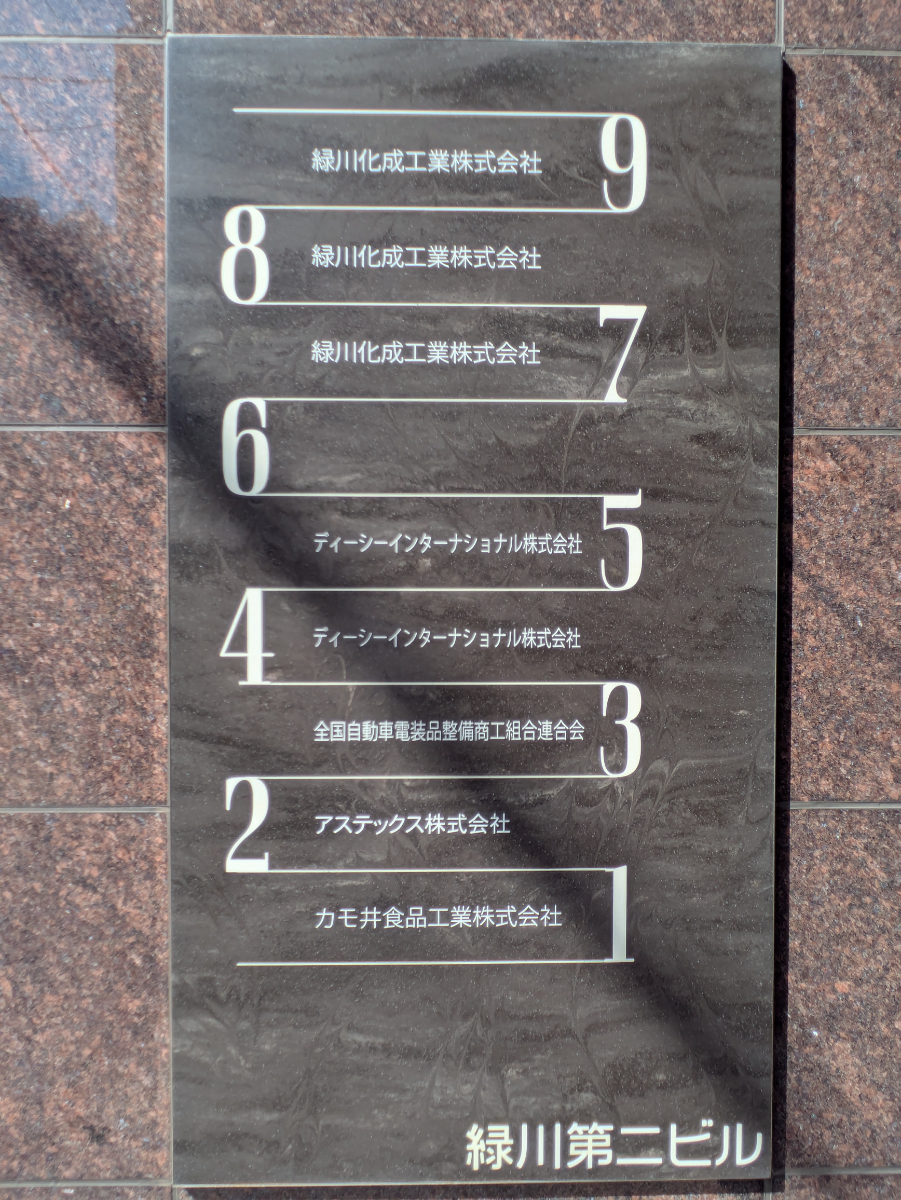 緑川化成工業株式会社 9
8 緑川化成工業株式会社
緑川化成工業株式会社 7
6
ディーシーインターナショナル株式会社 5
4 ディーシーインターナショナル株式会社
全国自動車電装品整備商工組合連合会 3
2 アステックス株式会社
カモ井食品工業株式会社 1
緑川第二ビル